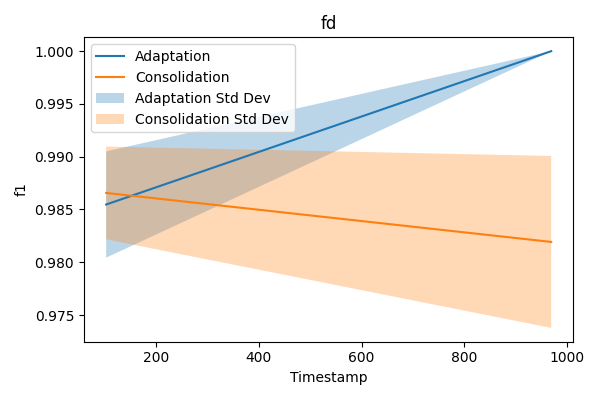 fd
1.000
0.995
0.990
0.985
0.980
0.975
f1
Adaptation
Consolidation
Adaptation Std Dev
Consolidation Std Dev
200
400
600
800
1000
Timestamp